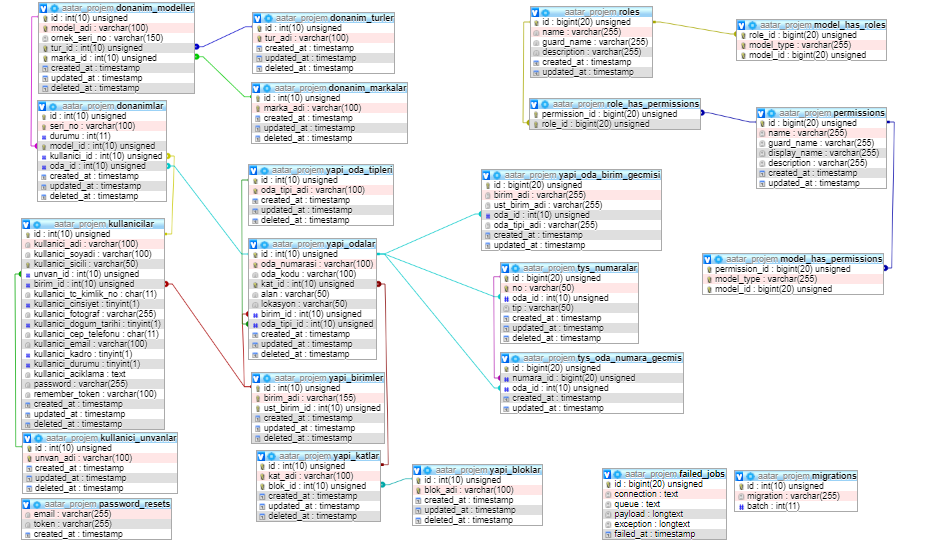 aatar_projem.donanim_modeller
id : int(10) unsigned
model_adi : varchar(100)
ornek_seri_no : varchar(150)
tur_id : int(10) unsigned
marka_id : int(10) unsigned
created_at : timestamp
updated_at : timestamp
deleted_at : timestamp
aatar_projem.donanim_turler
id : int(10) unsigned
tur_adi : varchar(100)
created_at : timestamp
updated_at : timestamp
deleted_at : timestamp
aatar_projem.donanim_markalar
id : int(10) unsigned
marka_adi : varchar(100)
created_at : timestamp
updated_at : timestamp
deleted_at : timestamp
aatar_projem.donanimlar
id : int(10) unsigned
seri_no : varchar(100)
durumu : int(11)
model_id : int(10) unsigned
kullanici_id : int(10) unsigned
oda_id : int(10) unsigned
created_at : timestamp
updated_at : timestamp
deleted_at : timestamp
aatar_projem.kullanicilar
id : int(10) unsigned
kullanici_adi : varchar(100)
kullanici_soyadi : varchar(100)
kullanici_sicili : varchar(50)
unvan_id : int(10) unsigned
birim_id : int(10) unsigned
kullanici_tc_kimlik_no : char(11)
kullanici_cinsiyet : tinyint(1)
kullanici_fotograf : varchar(255)
kullanici_dogum_tarihi : tinyint(1)
kullanici_cep_telefonu : char(11)
kullanici_email : varchar(100)
kullanici_kadro : tinyint(1)
kullanici_durumu : tinyint(1)
kullanici_aciklama : text
password : varchar(255)
remember_token : varchar(100)
created_at : timestamp
updated_at : timestamp
deleted_at : timestamp
aatar_projem.kullanici_unvanlar
id : int(10) unsigned
unvan_adi : varchar(100)
created_at : timestamp
updated_at : timestamp
deleted_at : timestamp
aatar_projem.password_resets
email : varchar(255)
token : varchar(255)
created_at : timestamp
aatar_projem.yapi_oda_tipleri
id : int(10) unsigned
oda_tipi_adi : varchar(100)
created_at : timestamp
updated_at : timestamp
deleted_at : timestamp
aatar_projem.yapi_odalar
id : int(10) unsigned
oda_numarasi : varchar(100)
oda_kodu : varchar(100)
kat_id : int(10) unsigned
alan : varchar(50)
lokasyon : varchar(50)
birim_id : int(10) unsigned
oda_tipi_id : int(10) unsigned
created_at : timestamp
updated_at : timestamp
deleted_at : timestamp
aatar_projem.yapi_birimler
id : int(10) unsigned
birim_adi : varchar(155)
ust_birim_id : int(10) unsigned
created_at : timestamp
updated_at : timestamp
deleted_at : timestamp
aatar_projem.yapi_katlar
id : int(10) unsigned
kat_adi : varchar(100)
blok_id : int(10) unsigned
created_at : timestamp
updated_at : timestamp
deleted_at : timestamp
aatar_projem.yapi_bloklar
id : int(10) unsigned
blok_adi : varchar(100)
created_at : timestamp
updated_at : timestamp
deleted_at : timestamp
aatar_projem.roles
id : bigint(20) unsigned
name : varchar(255)
guard_name : varchar(255)
description : varchar(255)
created_at : timestamp
updated_at : timestamp
aatar_projem.model_has_roles
role_id : bigint(20) unsigned
model_type : varchar(255)
model_id : bigint(20) unsigned
aatar_projem.role_has_permissions
permission_id : bigint(20) unsigned
role_id : bigint(20) unsigned
aatar_projem.permissions
id : bigint(20) unsigned
name : varchar(255)
guard_name : varchar(255)
display_name : varchar(255)
description : varchar(255)
created_at : timestamp
updated_at : timestamp
aatar_projem.yapi_oda_birim_gecmisi
id : bigint(20) unsigned
birim_adi : varchar(255)
ust_birim_adi : varchar(255)
oda_id : int(10) unsigned
oda_tipi_adi : varchar(255)
created_at : timestamp
updated_at : timestamp
aatar_projem.model_has_permissions
permission_id : bigint(20) unsigned
model_type : varchar(255)
model_id : bigint(20) unsigned
aatar_projem.tys_numaralar
id : bigint(20) unsigned
no : varchar(50)
oda_id : int(10) unsigned
tip : varchar(50)
created_at : timestamp
updated_at : timestamp
deleted_at : timestamp
aatar_projem.tys_oda_numara_gecmis
id : bigint(20) unsigned
numara_id : bigint(20) unsigned
oda_id : int(10) unsigned
created_at : timestamp
updated_at : timestamp
aatar_projem.failed_jobs
id : bigint(20) unsigned
connection : text
queue : text
payload : longtext
exception : longtext
failed_at : timestamp
aatar_projem.migrations
id : int(10) unsigned
migration : varchar(255)
batch : int(11)